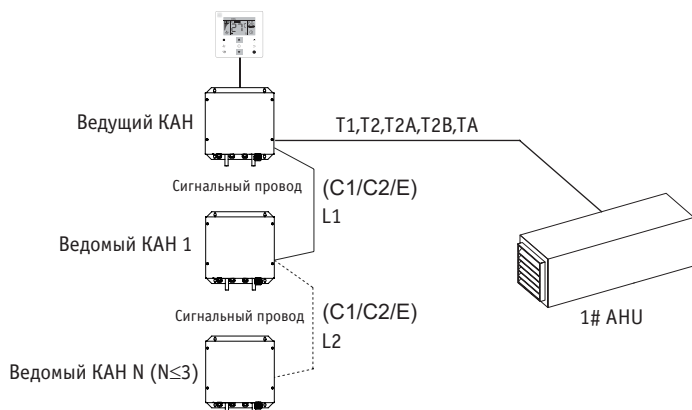 Ведущий КАН
T1,T2,T2A,T2B,TA
Сигнальный провод
(C1/C2/E)
L1
Ведомый КАН 1
Сигнальный провод
(C1/C2/E)
L2
1# AHU
Ведомый КАН N (N≤3)